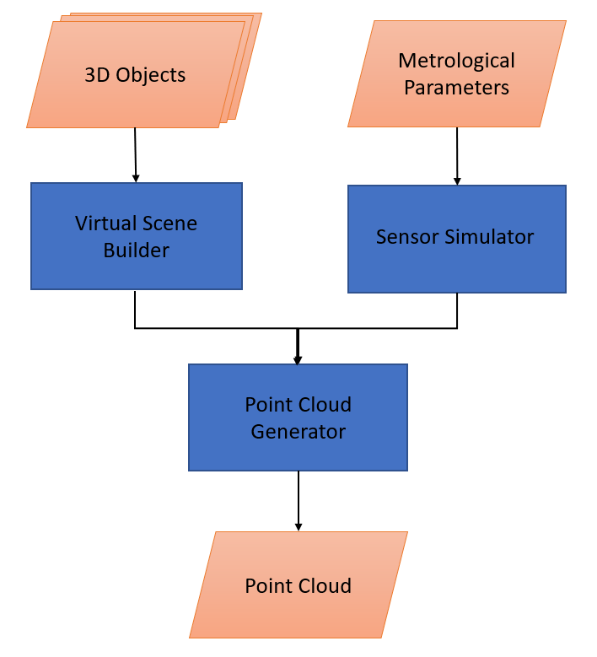 3D Objects
Metrological
Parameters
Virtual Scene
Builder
Sensor Simulator
Point Cloud
Generator
Point Cloud